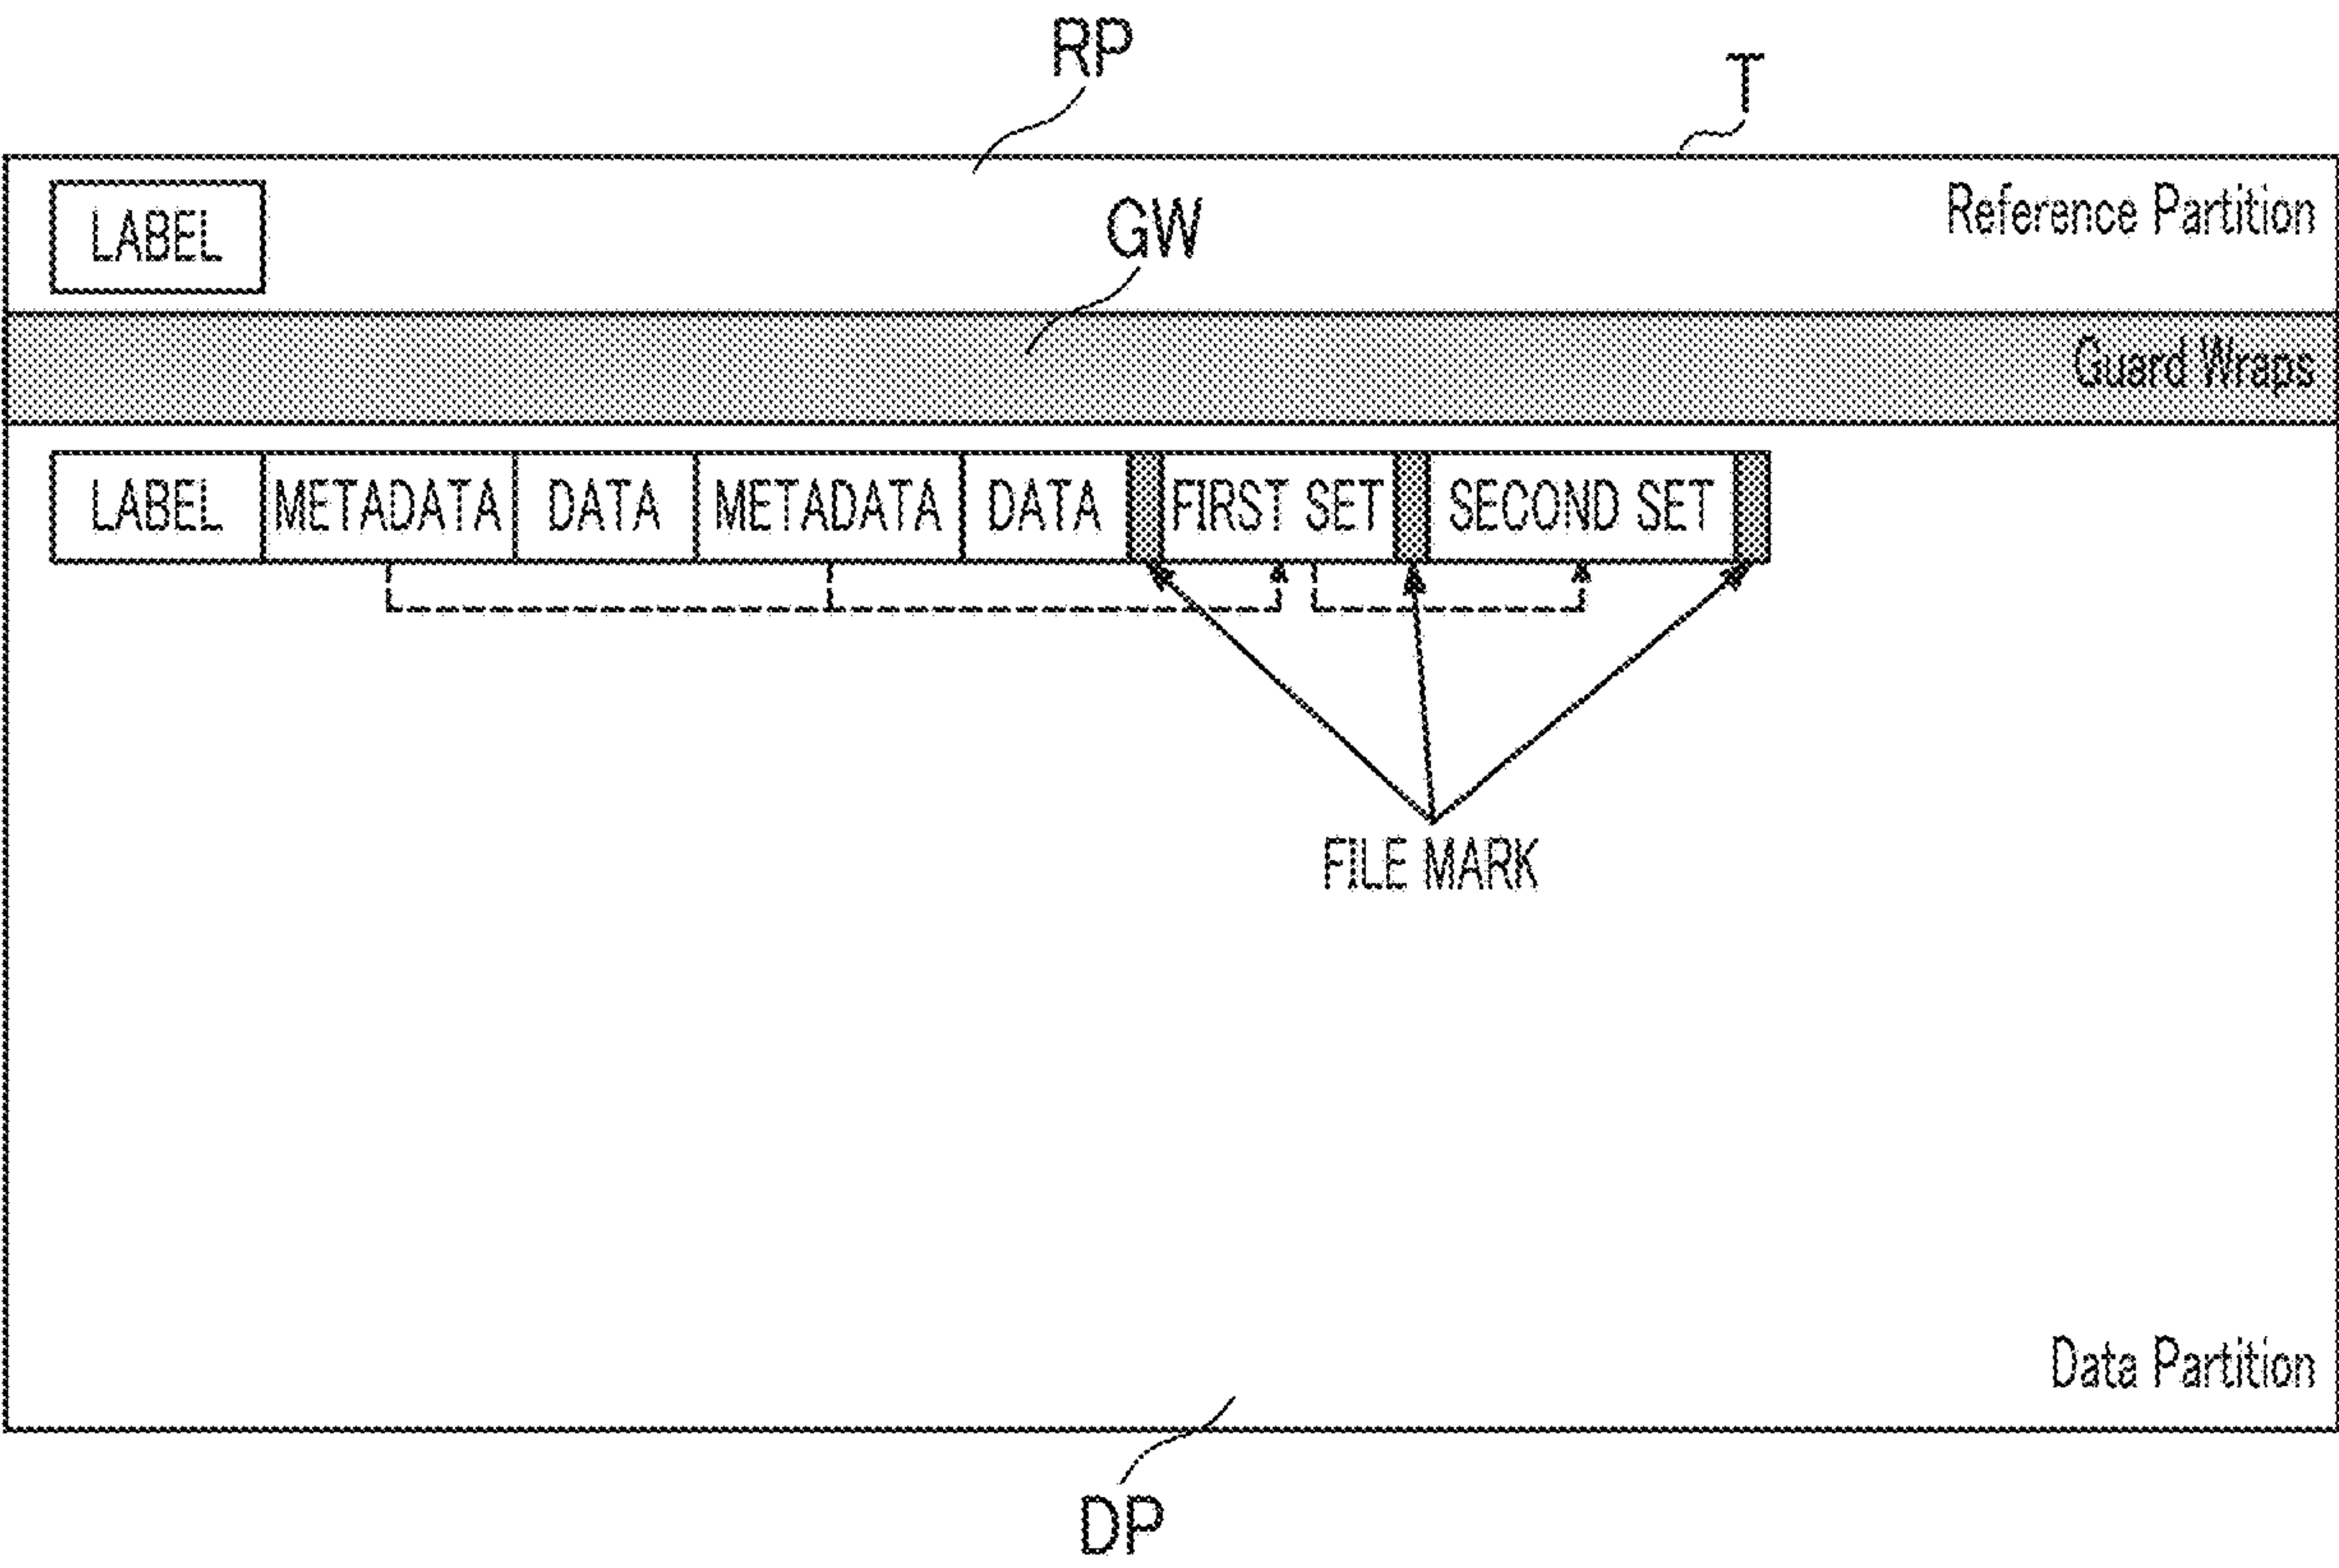 RP
T
LABEL
GW
Reference Partition
Guard Wraps
LABEL METADATA DATA METADATA DATA FIRST SET SECOND SET
FILE MARK
Data Partition
DP